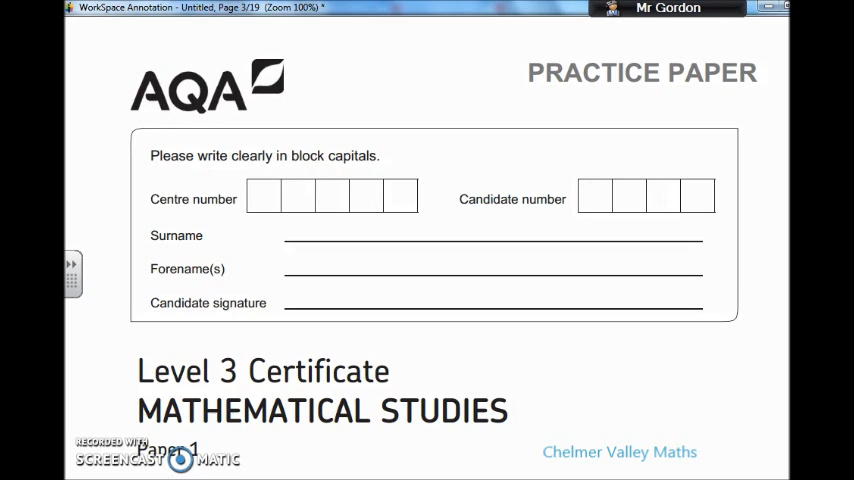 WorkSpace Annotation - Untitled, Page 3/19 (Zoom 100%) *
Mr Gordon
AQA
PRACTICE PAPER
Please write clearly in block capitals.
Centre number
Candidate number
Surname
Forename(s)
Candidate signature
Level 3 Certificate
MATHEMATICAL STUDIES
Paper 1
RECORDED WITH
SCREENCAST MATIC
Chelmer Valley Maths